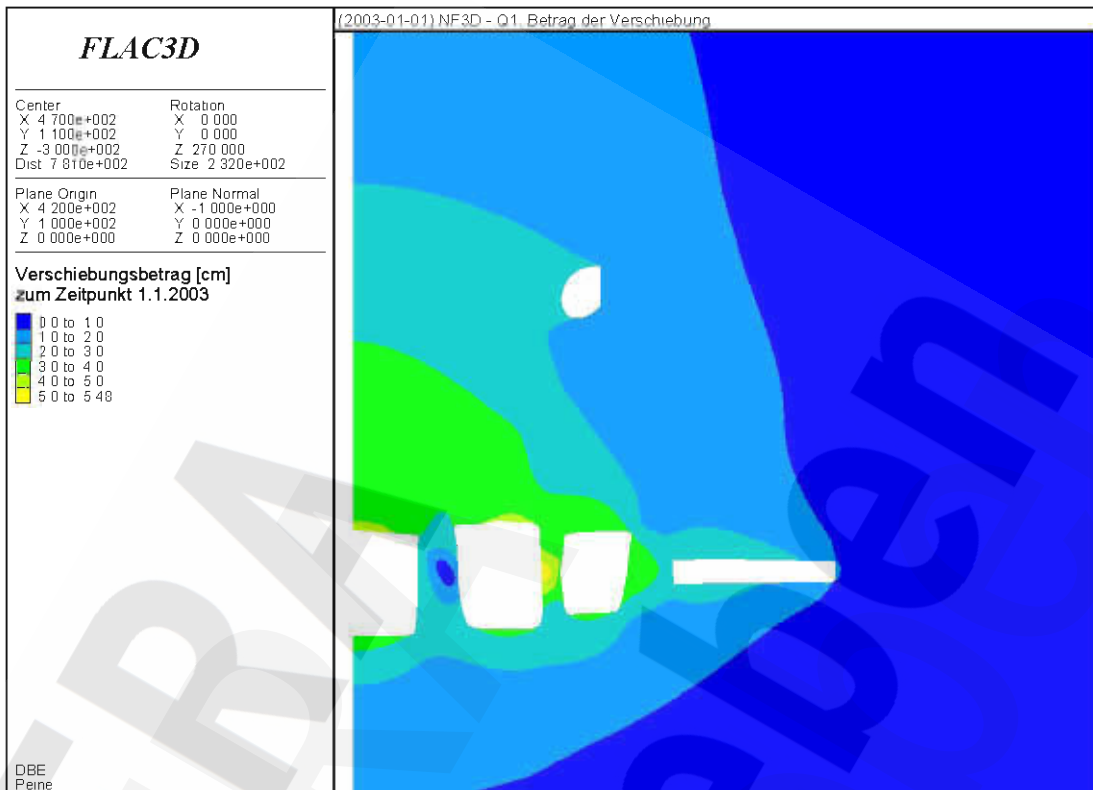 (2003-01-01) NF3D - Q1, Betrag der Verschiebung
FLAC3D
Center Rotation
X 4 700e+002 X 0 000
Y 1 100e+002 Y 0 000
Z -3 000e+002 Z 270 000
Dist 7 810e+002 Size 2 320e+002
Plane Origin Plane Normal
X 4 200e+002 X -1 000e+000
Y 1 000e+002 Y 0 000e+000
Z 0 000e+000 Z 0 000e+000
Verschiebungsbetrag [cm]
zum Zeitpunkt 1.1.2003
0 0 to 1 0
1 0 to 2 0
2 0 to 3 0
3 0 to 4 0
4 0 to 5 0
5 0 to 5 48
DBE
Peine